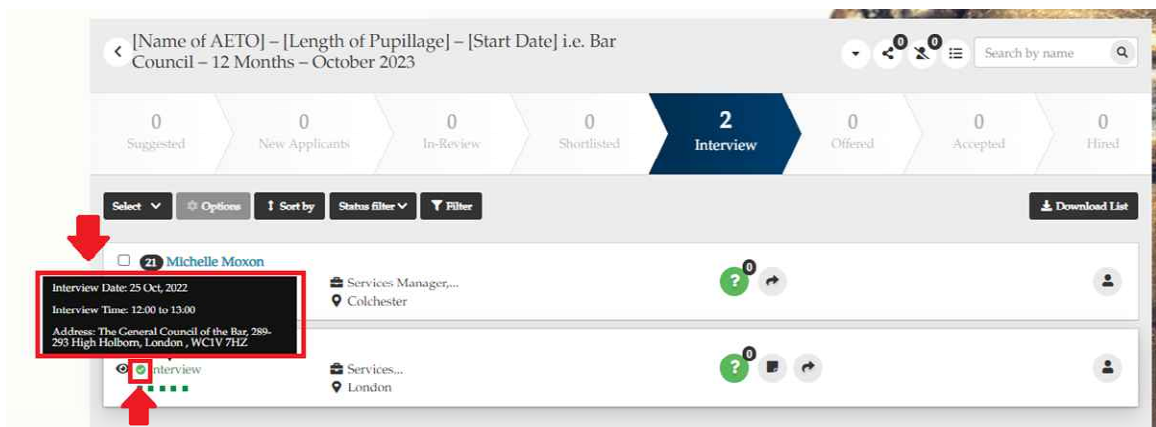 [Name of AETO] – [Length of Pupillage] – [Start Date] i.e. Bar
Council – 12 Months – October 2023
0
0
Search by name
0
Suggested
0
New Applicants
0
In-Review
0
Shortlisted
2
Interview
0
Offered
0
Accepted
0
Hired
Select
Options
Sort by
Status filter
Filter
Download List
21 Michelle Moxon
Interview Date: 25 Oct, 2022
Interview Time: 12:00 to 13:00
Address: The General Council of the Bar, 289-
293 High Holborn, London , WC1V 7HZ
Services Manager,...
Colchester
? 0
Interview
Services...
London
? 0